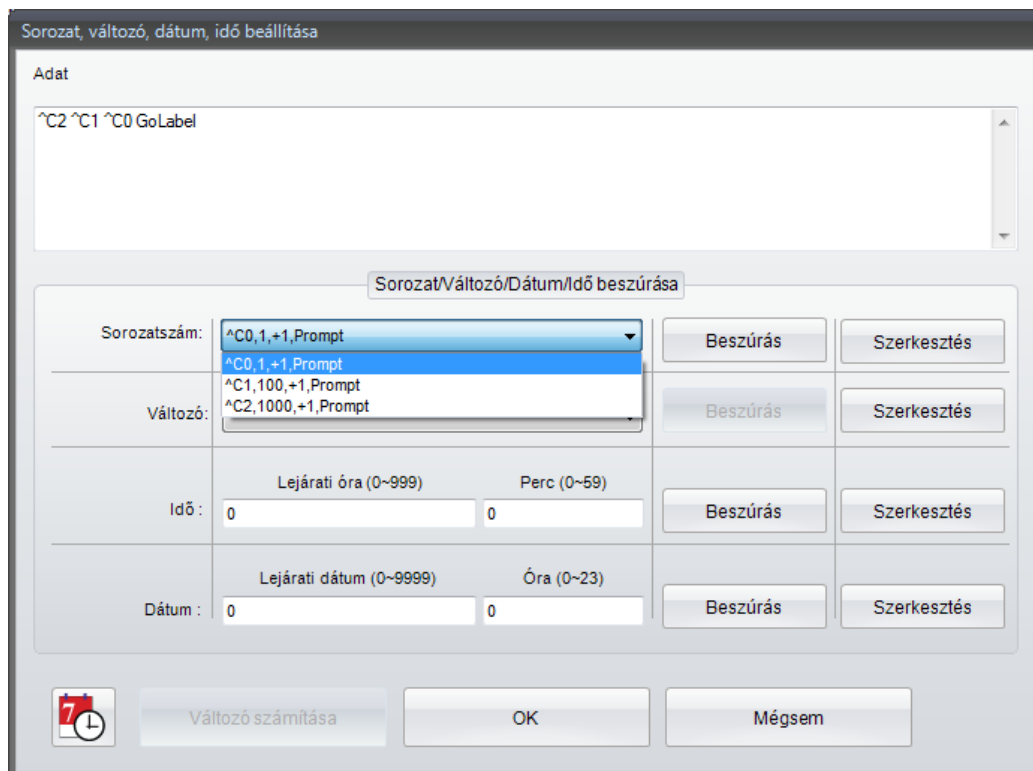 Sorozat, változó, dátum, idő beállítása
Adat
^C2 ^C1 ^C0 GoLabel
Sorozat/Változó/Dátum/Idő beszúrása
Sorozatszám:
^C0,1,+1,Prompt
Beszúrás
Szerkesztés
^C0,1,+1,Prompt
^C1,100,+1,Prompt
^C2,1000,+1,Prompt
Változó:
Beszúrás
Szerkesztés
Lejárati óra (0~999)
Perc (0~59)
Idő :
0
0
Beszúrás
Szerkesztés
Lejárati dátum (0~9999)
Óra (0~23)
Dátum :
0
0
Beszúrás
Szerkesztés
7
Változó számítása
OK
Mégsem